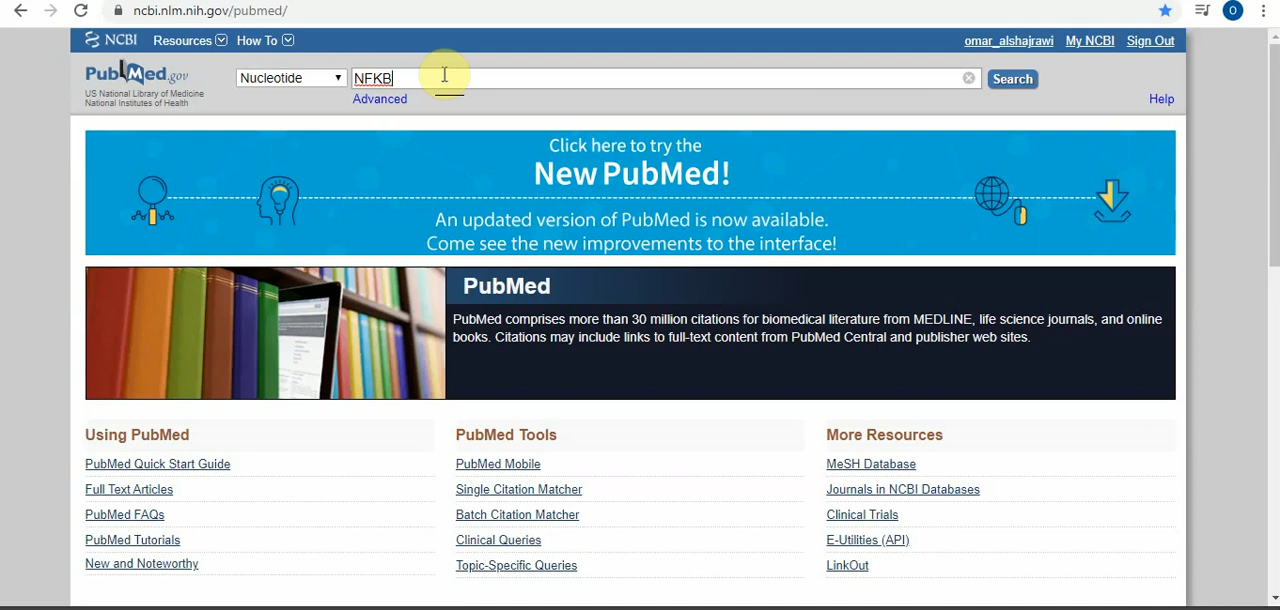 ncbi.nlm.nih.gov/pubmed/
O
NCBI Resources How To omar_alshajrawi My NCBI Sign Out
PubMed.gov
US National Library of Medicine
National Institutes of Health
Nucleotide NFKB Search
Advanced Help
Click here to try the
New PubMed!
An updated version of PubMed is now available.
Come see the new improvements to the interface!
PubMed
PubMed comprises more than 30 million citations for biomedical literature from MEDLINE, life science journals, and online
books. Citations may include links to full-text content from PubMed Central and publisher web sites.
Using PubMed
PubMed Quick Start Guide
Full Text Articles
PubMed FAQs
PubMed Tutorials
New and Noteworthy
PubMed Tools
PubMed Mobile
Single Citation Matcher
Batch Citation Matcher
Clinical Queries
Topic-Specific Queries
More Resources
MeSH Database
Journals in NCBI Databases
Clinical Trials
E-Utilities (API)
LinkOut